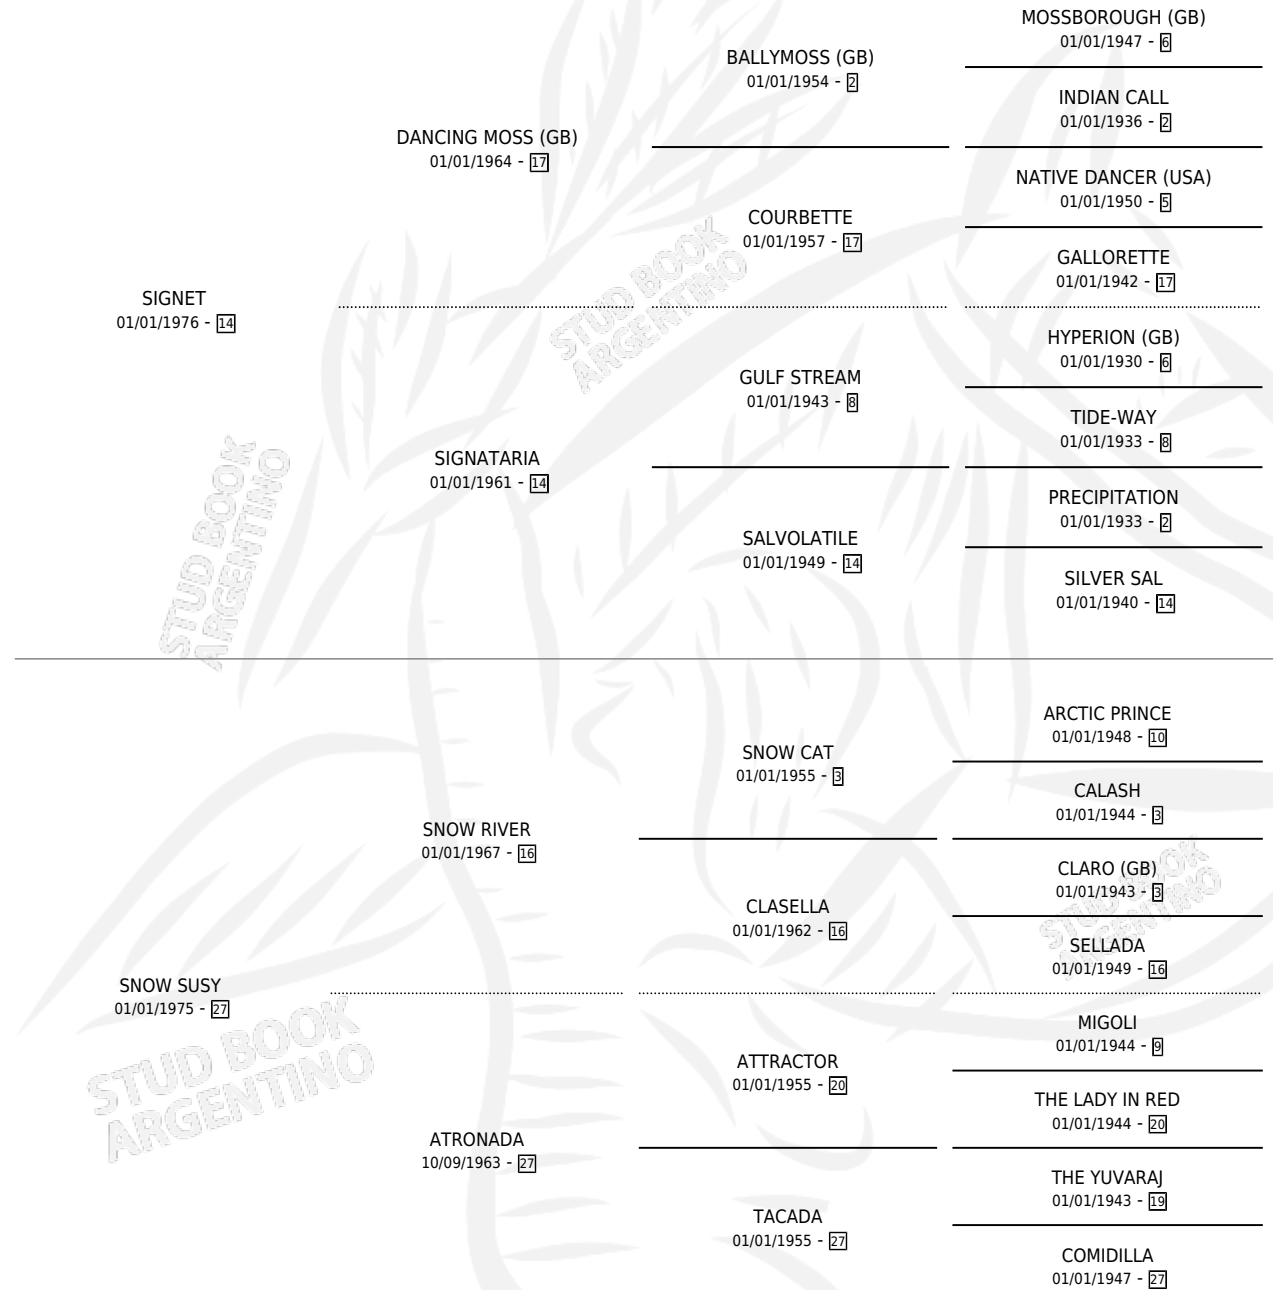 MOSSBOROUGH (GB)
01/01/1947 - 6
BALLYMOSS (GB)
01/01/1954 - 2
INDIAN CALL
01/01/1936 - 2
DANCING MOSS (GB)
01/01/1964 - 17
NATIVE DANCER (USA)
01/01/1950 - 5
COURBETTE
01/01/1957 - 17
GALLORETTE
01/01/1942 - 17
SIGNET
01/01/1976 - 14
HYPERION (GB)
01/01/1930 - 6
GULF STREAM
01/01/1943 - 8
TIDE-WAY
01/01/1933 - 8
SIGNATARIA
01/01/1961 - 14
PRECIPITATION
01/01/1933 - 2
SALVOLATILE
01/01/1949 - 14
SILVER SAL
01/01/1940 - 14
STUD BOOK
ARGENTINO
STUD BOOK
ARGENTINO
ARCTIC PRINCE
01/01/1948 - 10
SNOW CAT
01/01/1955 - 3
CALASH
01/01/1944 - 3
SNOW RIVER
01/01/1967 - 16
CLARO (GB)
01/01/1943 - 3
CLASELLA
01/01/1962 - 16
SELLADA
01/01/1949 - 16
SNOW SUSY
01/01/1975 - 27
MIGOLI
01/01/1944 - 9
ATTRACTOR
01/01/1955 - 20
THE LADY IN RED
01/01/1944 - 20
ATRONADA
10/09/1963 - 27
THE YUVARAJ
01/01/1943 - 19
TACADA
01/01/1955 - 27
COMIDILLA
01/01/1947 - 27
STUD BOOK
ARGENTINO
STUD BOOK
ARGENTINO